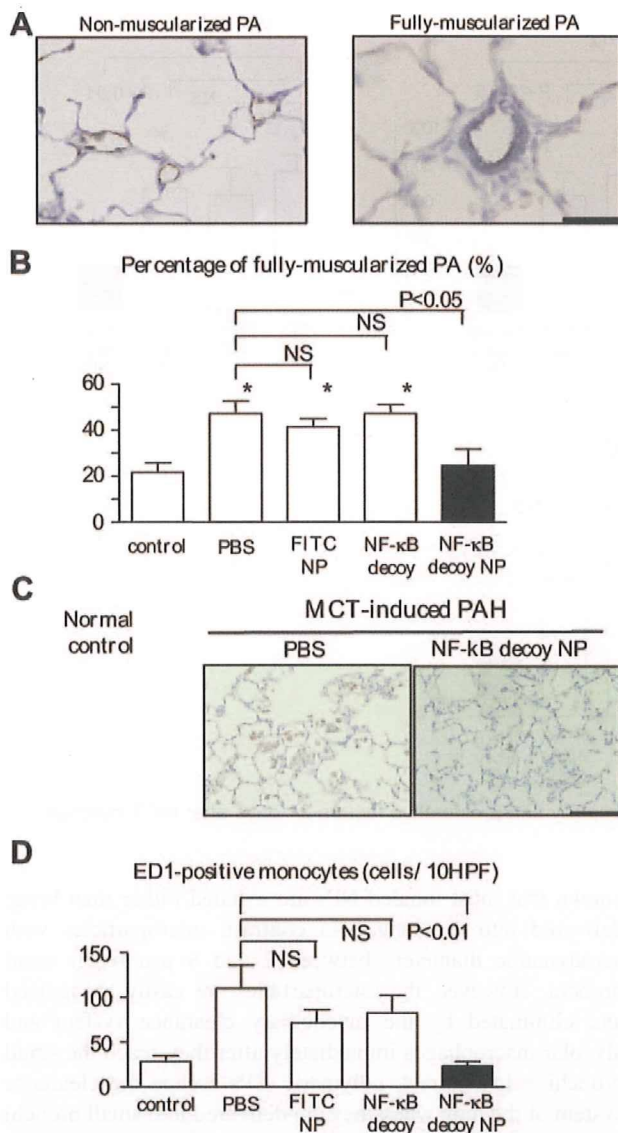 A
Non-muscularized PA
Fully-muscularized PA
B
Percentage of fully-muscularized PA (%)
P<0.05
NS
NS
* * *
60
40
20
0
control
PBS
FITC NP
NF-κB decoy
NF-κB decoy NP
C
Normal control
MCT-induced PAH
PBS
NF-kB decoy NP
D
ED1-positive monocytes (cells/ 10HPF)
P<0.01
NS
NS
150
100
50
0
control
PBS
FITC NP
NF-κB decoy
NF-κB decoy NP